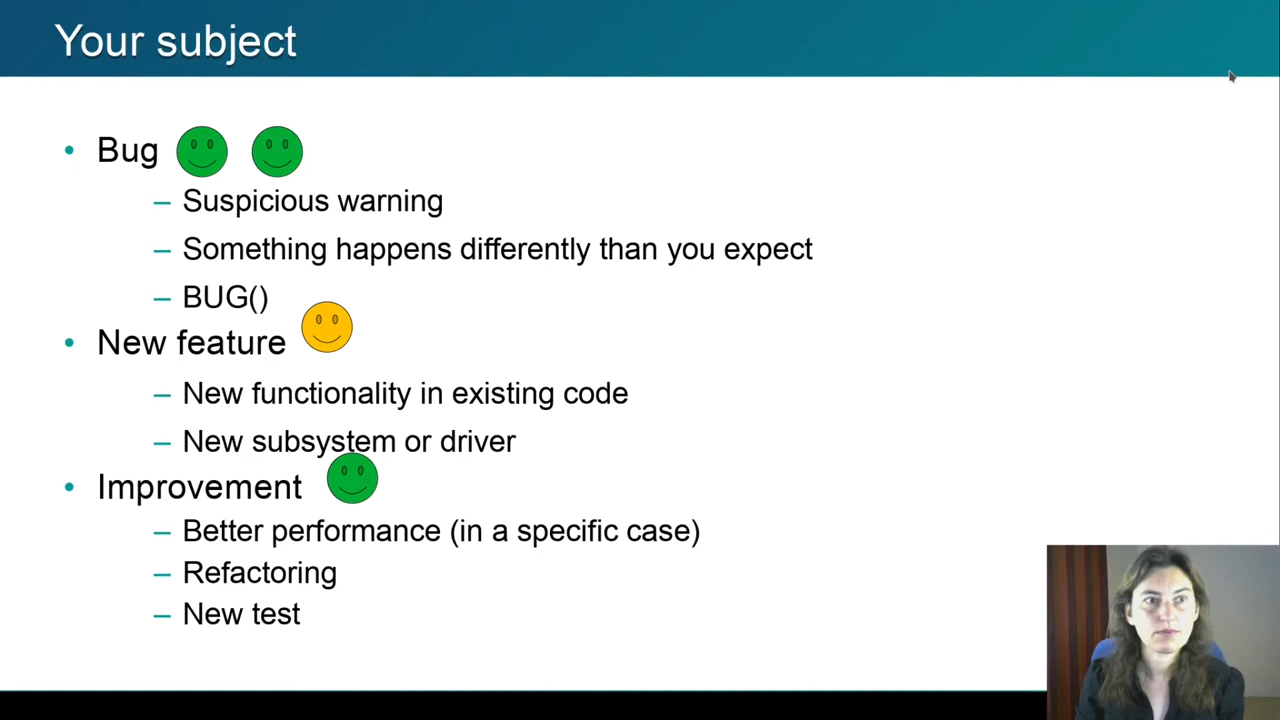 Your subject
• Bug
– Suspicious warning
– Something happens differently than you expect
– BUG()
• New feature
– New functionality in existing code
– New subsystem or driver
• Improvement
– Better performance (in a specific case)
– Refactoring
– New test